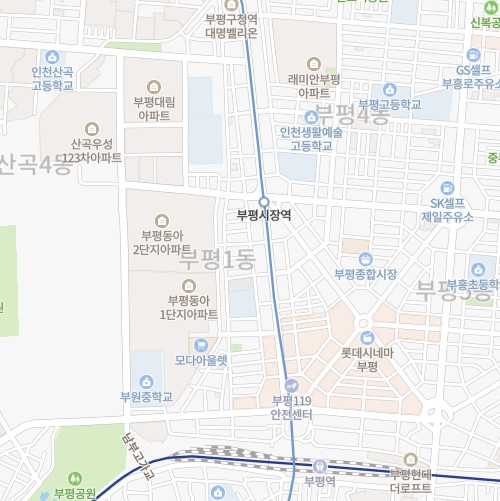 부평구청역
대명벨리온
신복공
인천산곡
고등학교
GS셀프
부흥로주유소
래미안부평
아파트
부평대림
아파트
부평고등학교
부평4동
인천생활예술
고등학교
산곡우성
123차아파트
산곡4동
중부
SK셀프
제일주유소
부평시장역
부평동아
2단지아파트
부평1동
부평종합시장
부흥초등학
부평5동
부평동아
1단지아파트
모다아울렛
롯데시네마
부평
부원중학교
부평119
안전센터
남부고가교
부평역
부평현대
더로프트
부평공원